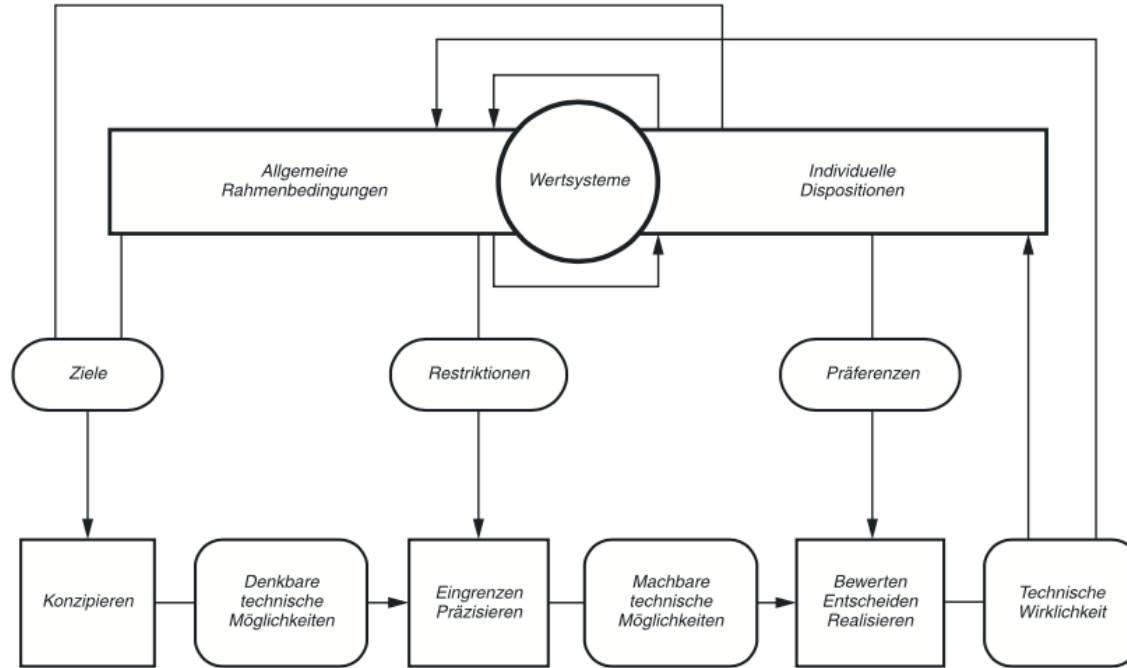 Allgemeine
Rahmenbedingungen
Wertsysteme
Individuelle
Dispositionen
Ziele
Restriktionen
Präferenzen
Konzipieren
Denkbare
technische
Möglichkeiten
Eingrenzen
Präzisieren
Machbare
technische
Möglichkeiten
Bewerten
Entscheiden
Realisieren
Technische
Wirklichkeit